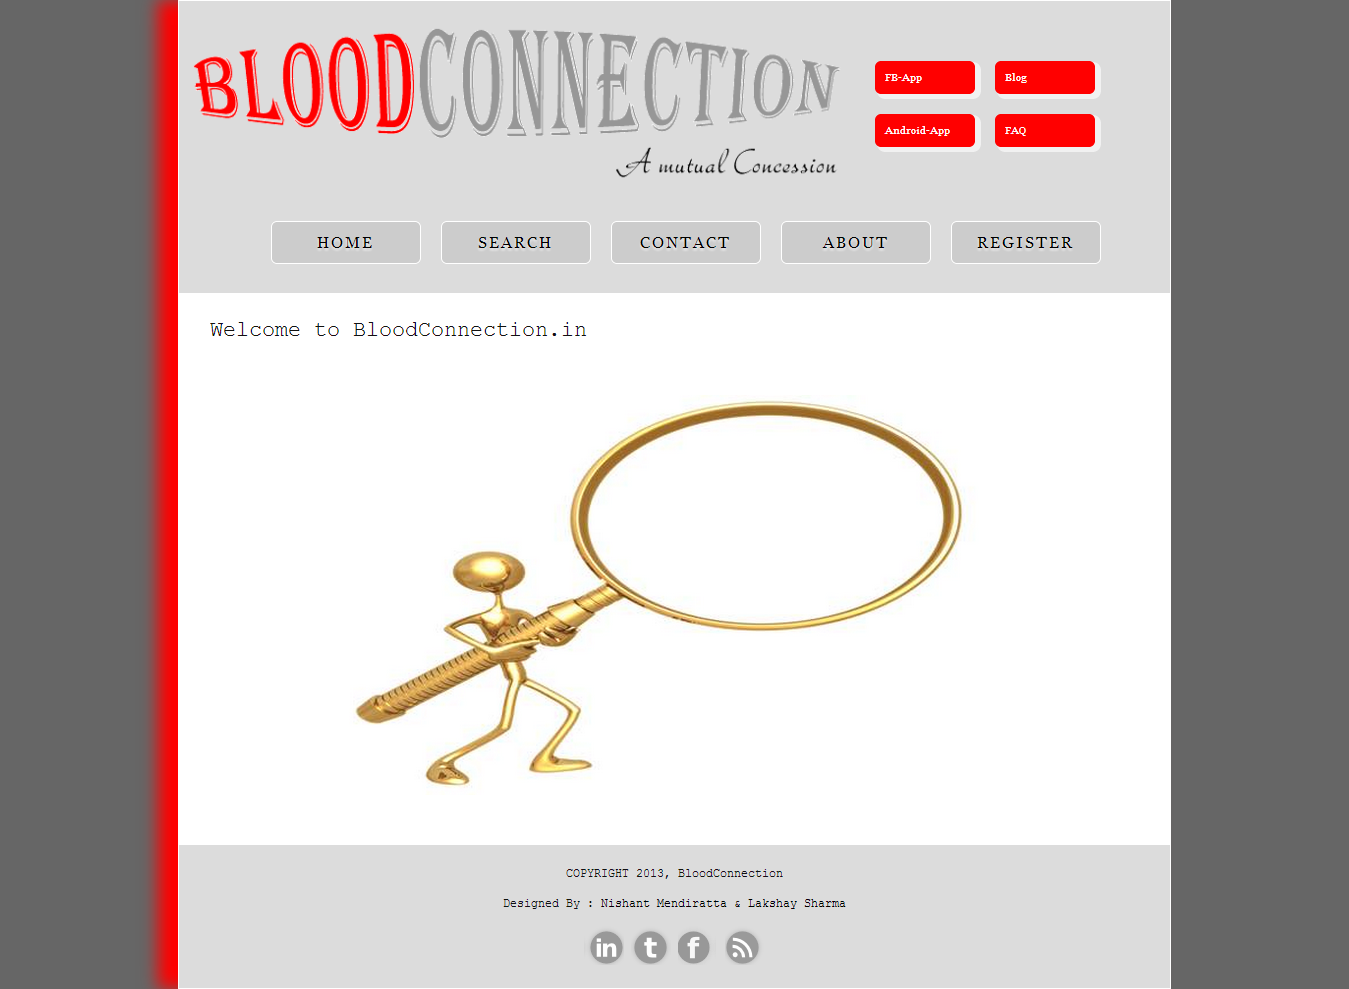 BLOODCONNECTION
A mutual Concession
FB-App
Blog
Android-App
FAQ
HOME
SEARCH
CONTACT
ABOUT
REGISTER
Welcome to BloodConnection.in
COPYRIGHT 2013, BloodConnection
Designed By : Nishant Mendiratta & Lakshay Sharma
in t f